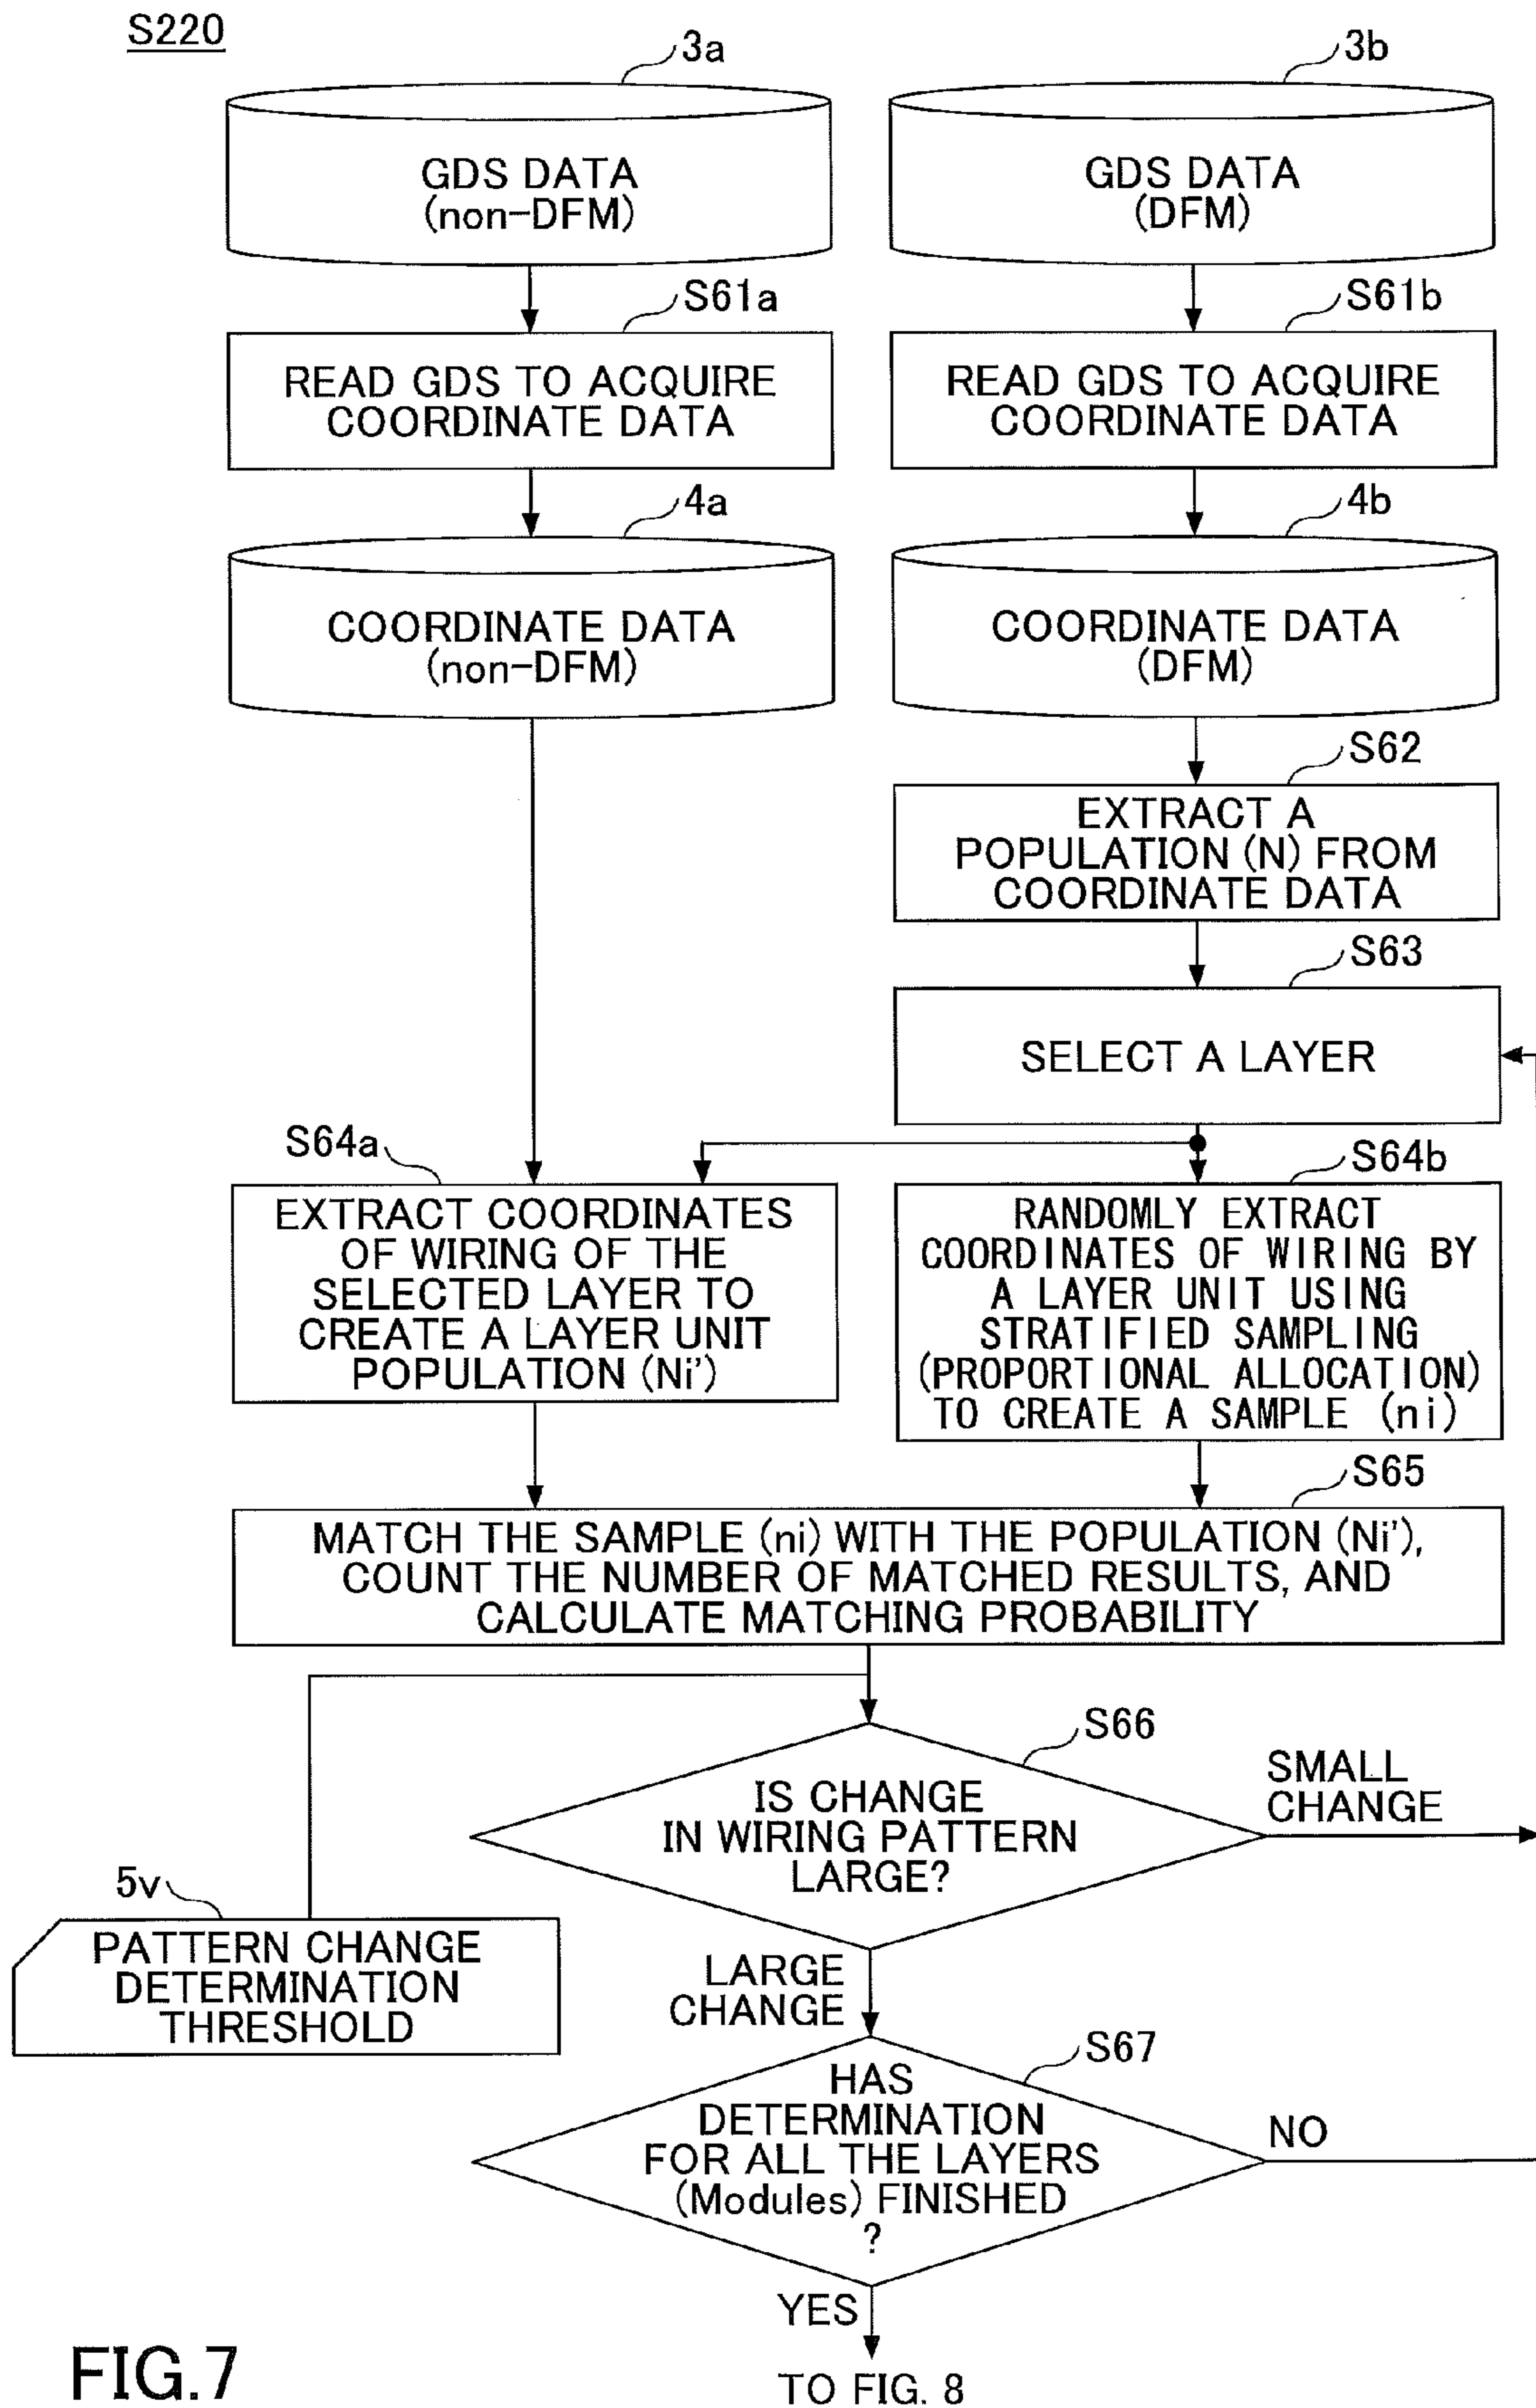 S220
3a
3b
GDS DATA
(non-DFM)
GDS DATA
(DFM)
S61a
S61b
READ GDS TO ACQUIRE
COORDINATE DATA
READ GDS TO ACQUIRE
COORDINATE DATA
4a
4b
COORDINATE DATA
(non-DFM)
COORDINATE DATA
(DFM)
S62
EXTRACT A
POPULATION (N) FROM
COORDINATE DATA
S63
SELECT A LAYER
S64a
S64b
EXTRACT COORDINATES
OF WIRING OF THE
SELECTED LAYER TO
CREATE A LAYER UNIT
POPULATION (Ni')
RANDOMLY EXTRACT
COORDINATES OF WIRING BY
A LAYER UNIT USING
STRATIFIED SAMPLING
(PROPORTIONAL ALLOCATION)
TO CREATE A SAMPLE (ni)
S65
MATCH THE SAMPLE (ni) WITH THE POPULATION (Ni'),
COUNT THE NUMBER OF MATCHED RESULTS, AND
CALCULATE MATCHING PROBABILITY
S66
IS CHANGE
IN WIRING PATTERN
LARGE?
SMALL
CHANGE
5v
PATTERN CHANGE
DETERMINATION
THRESHOLD
LARGE
CHANGE
S67
HAS
DETERMINATION
FOR ALL THE LAYERS
(Modules) FINISHED
?
NO
YES
TO FIG. 8
FIG.7